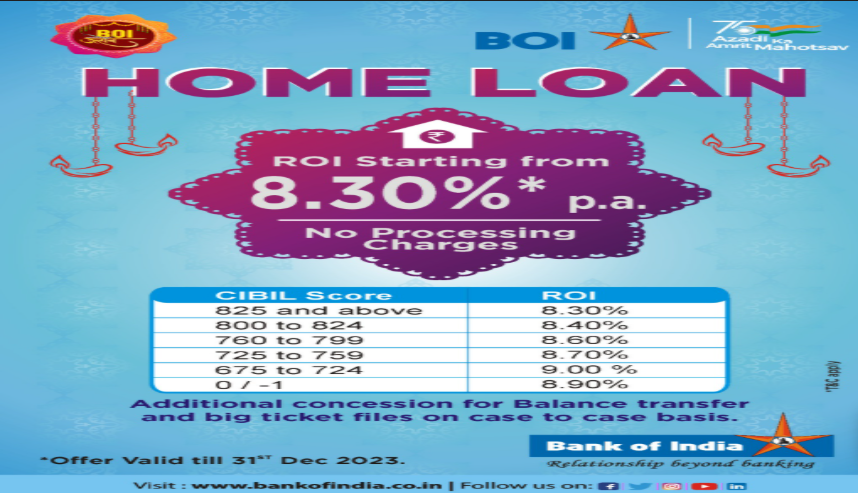 BOI
BOI
75
Azadi Ka
Amrit Mahotsav
HOME LOAN
₹
ROI Starting from
8.30%* p.a.
No Processing
Charges
CIBIL Score ROI
825 and above 8.30%
800 to 824 8.40%
760 to 799 8.60%
725 to 759 8.70%
675 to 724 9.00 %
0 / -1 8.90%
*T&C apply
Additional concession for Balance transfer
and big ticket files on case to case basis.
Bank of India
Relationship beyond banking
*Offer Valid till 31ST Dec 2023.
Visit : www.bankofindia.co.in | Follow us on: